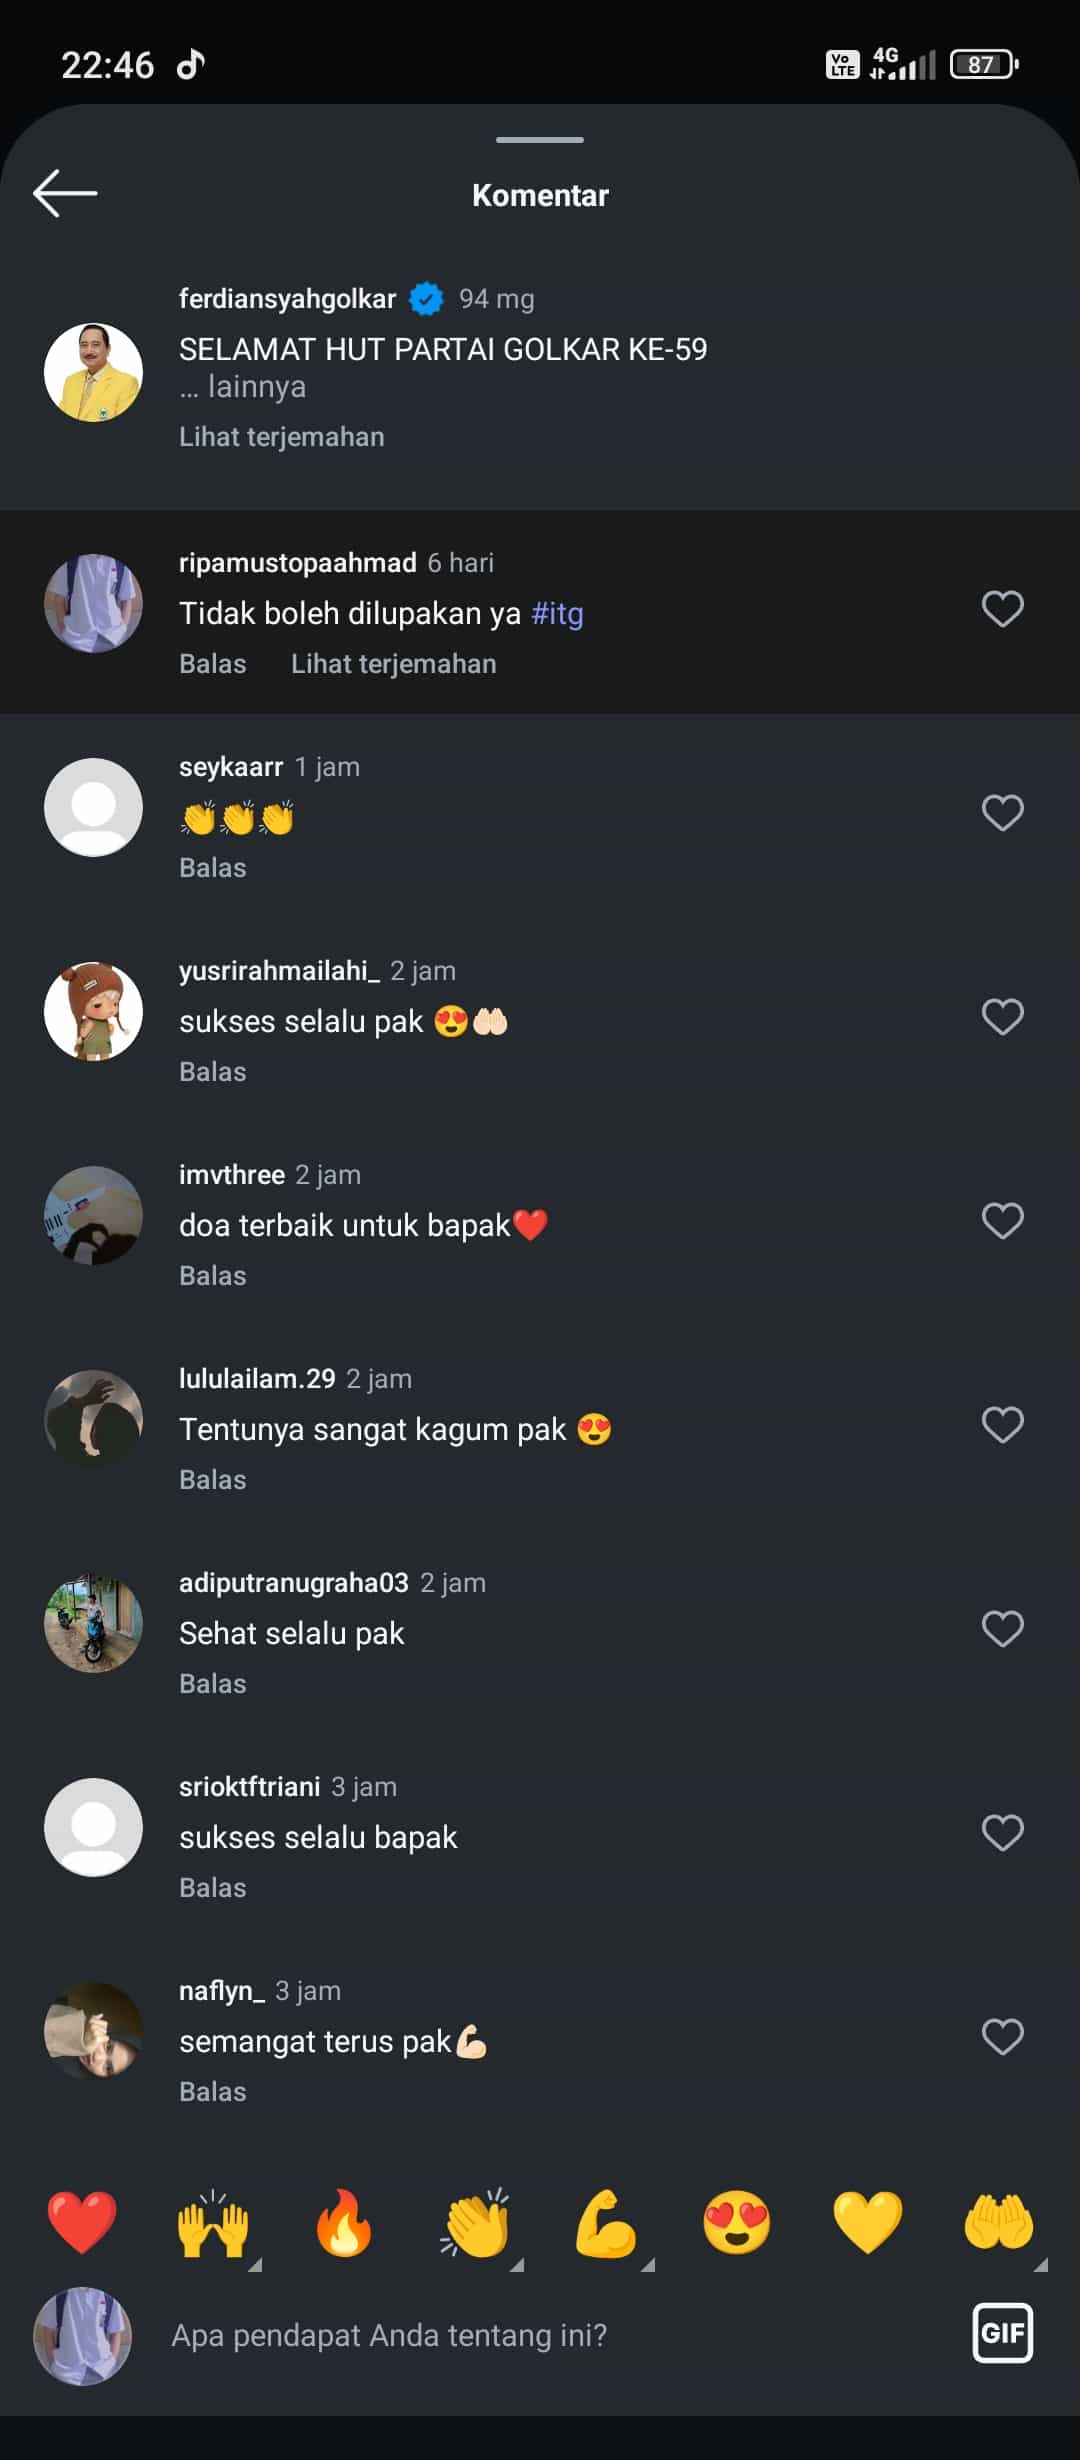 22:46
Vo LTE 4G 87
Komentar
ferdiansyahgolkar 94 mg
SELAMAT HUT PARTAI GOLKAR KE-59
... lainnya
Lihat terjemahan
ripamustopaahmad 6 hari
Tidak boleh dilupakan ya #itg
Balas Lihat terjemahan
seykaarr 1 jam
👏👏👏
Balas
yusrirahmailahi_ 2 jam
sukses selalu pak 😍🤲🏻
Balas
imvthree 2 jam
doa terbaik untuk bapak❤️
Balas
lululailam.29 2 jam
Tentunya sangat kagum pak 😍
Balas
adiputranugraha03 2 jam
Sehat selalu pak
Balas
srioktftriani 3 jam
sukses selalu bapak
Balas
naflyn_ 3 jam
semangat terus pak💪🏻
Balas
Apa pendapat Anda tentang ini?
GIF